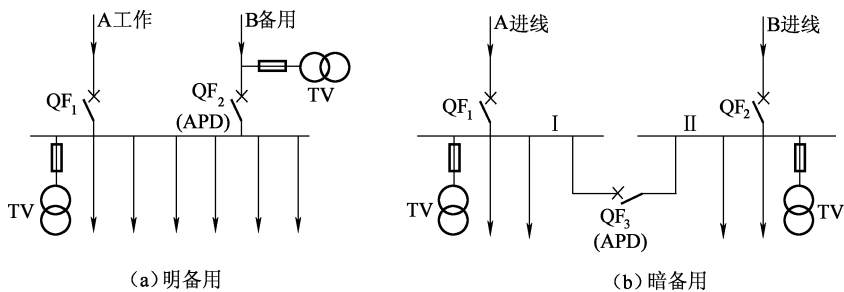 A工作
B备用
TV
QF₁
QF₂
(APD)
TV
(a)明备用
A进线
B进线
QF₁
QF₂
Ⅰ
Ⅱ
TV
QF₃
(APD)
TV
(b)暗备用